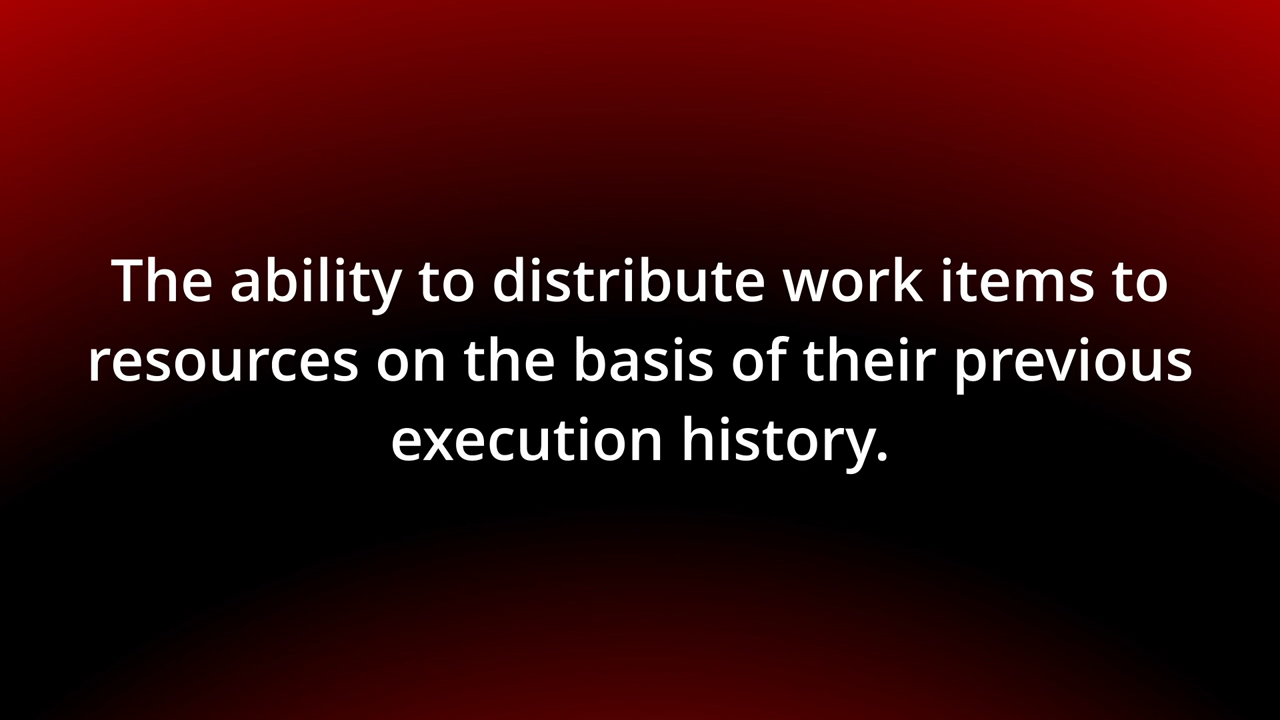 The ability to distribute work items to
resources on the basis of their previous
execution history.